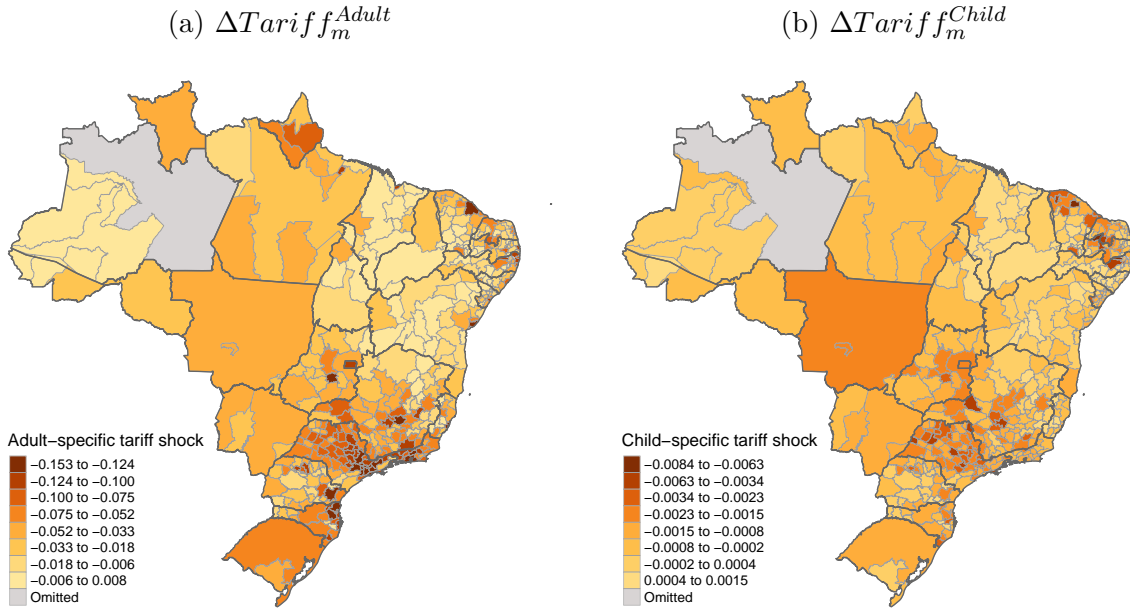 (a) ΔTariff_m^{Adult}
Adult−specific tariff shock
−0.153 to −0.124
−0.124 to −0.100
−0.100 to −0.075
−0.075 to −0.052
−0.052 to −0.033
−0.033 to −0.018
−0.018 to −0.006
−0.006 to 0.008
Omitted
(b) ΔTariff_m^{Child}
Child−specific tariff shock
−0.0084 to −0.0063
−0.0063 to −0.0034
−0.0034 to −0.0023
−0.0023 to −0.0015
−0.0015 to −0.0008
−0.0008 to −0.0002
−0.0002 to 0.0004
0.0004 to 0.0015
Omitted